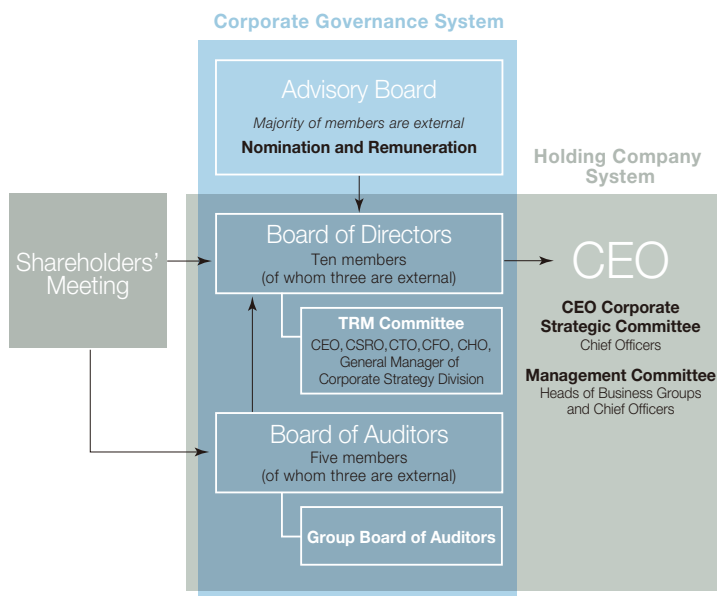 Corporate Governance System
Advisory Board
Majority of members are external
Nomination and Remuneration
Holding Company
System
Shareholders’
Meeting
Board of Directors
Ten members
(of whom three are external)
TRM Committee
CEO, CSRO, CTO, CFO, CHO,
General Manager of
Corporate Strategy Division
CEO
CEO Corporate
Strategic Committee
Chief Officers
Management Committee
Heads of Business Groups
and Chief Officers
Board of Auditors
Five members
(of whom three are external)
Group Board of Auditors